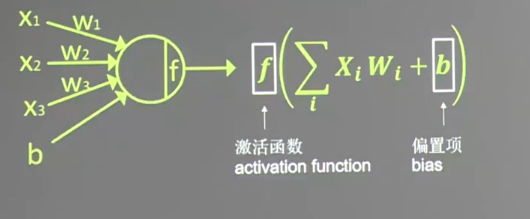 X₁ W₁
X₂ W₂
W₃
X₃
b
f
f(∑ᵢ XᵢWᵢ + b)
激活函数
activation function
偏置项
bias